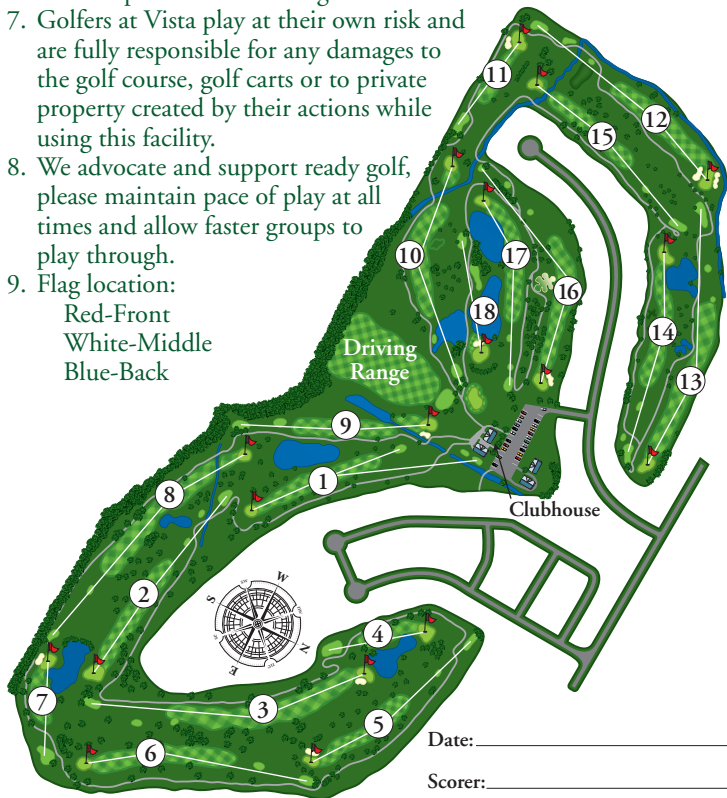 7. Golfers at Vista play at their own risk and
are fully responsible for any damages to
the golf course, golf carts or to private
property created by their actions while
using this facility.
8. We advocate and support ready golf,
please maintain pace of play at all
times and allow faster groups to
play through.
9. Flag location:
Red-Front
White-Middle
Blue-Back
11
12
15
10
17
16
18
14
13
Driving
Range
9
1
8
Clubhouse
2
W
S
N
E
4
7
3
5
6
Date:
Scorer: